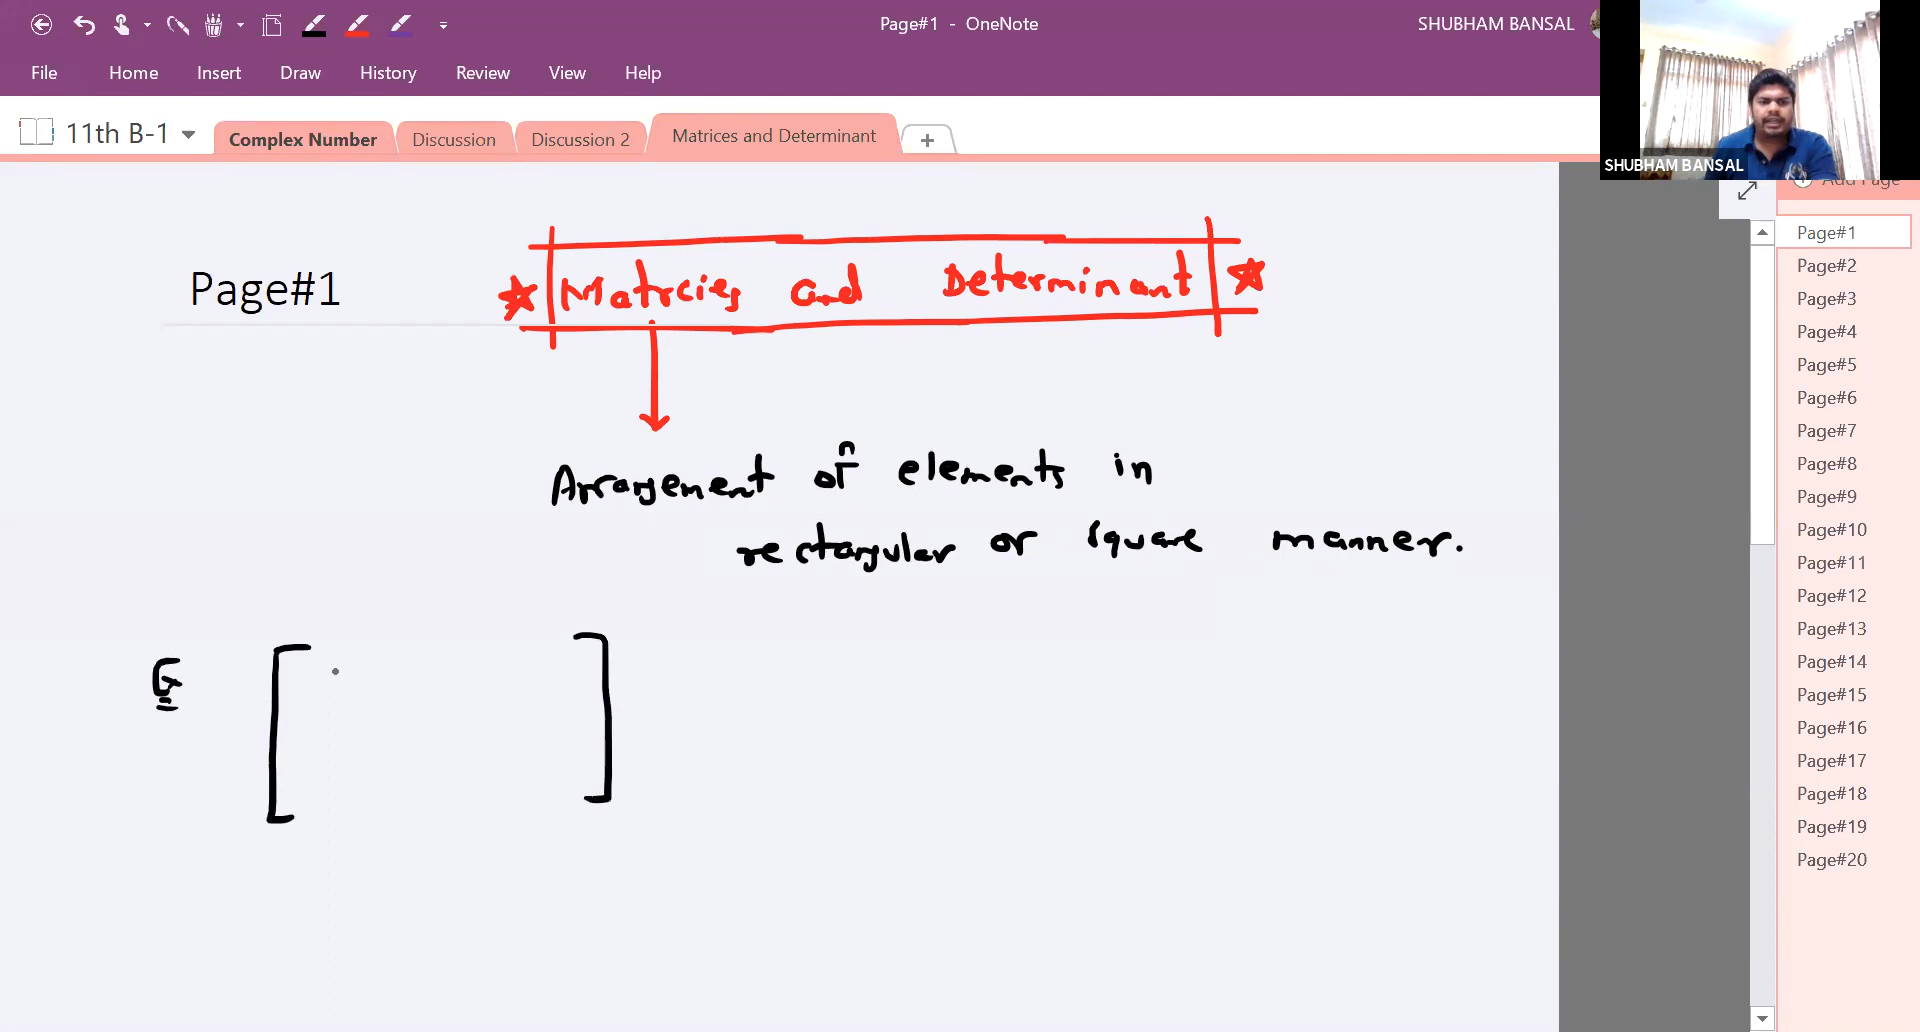 Page#1 - OneNote
SHUBHAM BANSAL
File Home Insert Draw History Review View Help
11th B-1 Complex Number Discussion Discussion 2 Matrices and Determinant +
SHUBHAM BANSAL
Add Page
Page#1
Matrcies and Determinant
Arrangement of n elements in
rectangular or square manner.
Eg
Page#1
Page#2
Page#3
Page#4
Page#5
Page#6
Page#7
Page#8
Page#9
Page#10
Page#11
Page#12
Page#13
Page#14
Page#15
Page#16
Page#17
Page#18
Page#19
Page#20